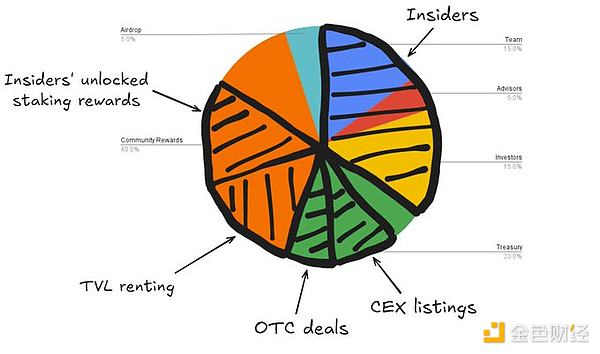 Insiders
Airdrop
5.0%
Team
15.0%
Insiders' unlocked
staking rewards
Advisors
5.0%
Community Rewards
40.0%
Investors
15.0%
Treasury
20.0%
TVL renting
CEX listings
OTC deals
金色财经